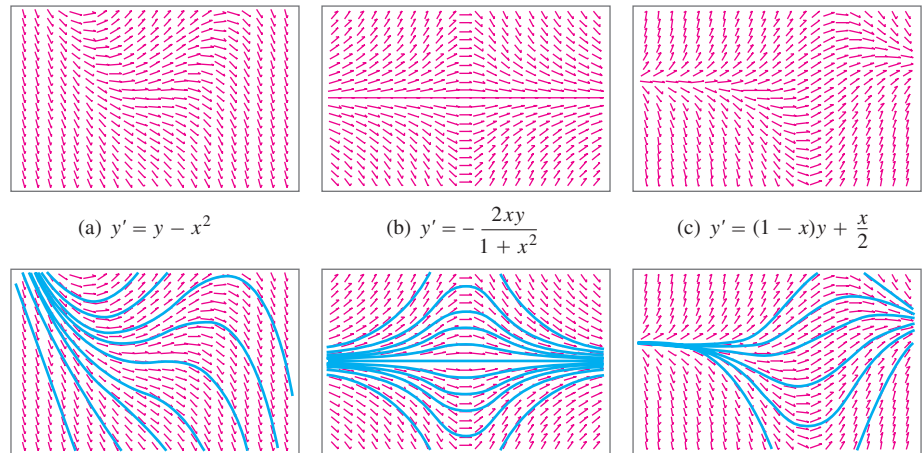 (a) y′ = y − x²
(b) y′ = − 2xy / 1 + x²
(c) y′ = (1 − x)y + x/2